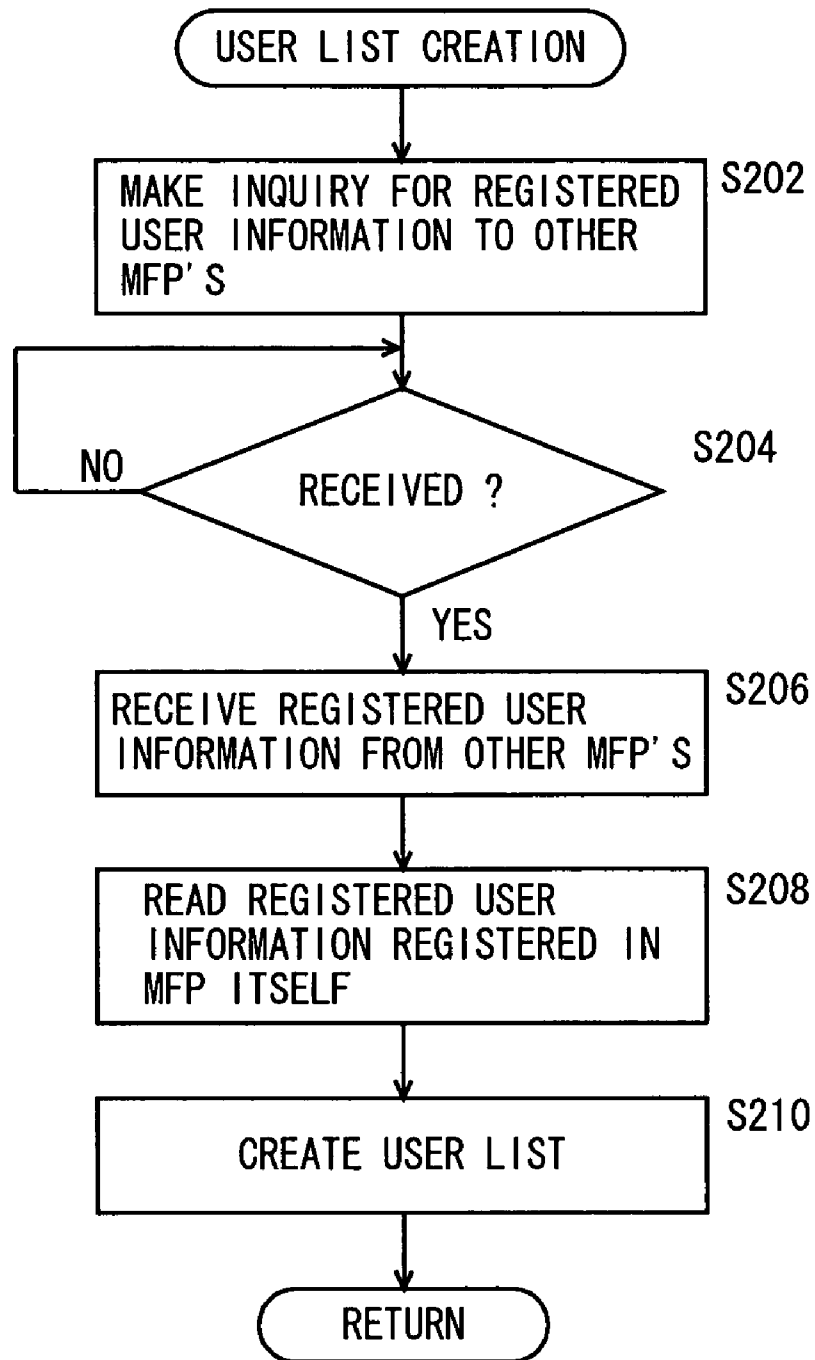 USER LIST CREATION
S202
MAKE INQUIRY FOR REGISTERED
USER INFORMATION TO OTHER
MFP'S
S204
NO
RECEIVED ?
YES
S206
RECEIVE REGISTERED USER
INFORMATION FROM OTHER MFP'S
S208
READ REGISTERED USER
INFORMATION REGISTERED IN
MFP ITSELF
S210
CREATE USER LIST
RETURN